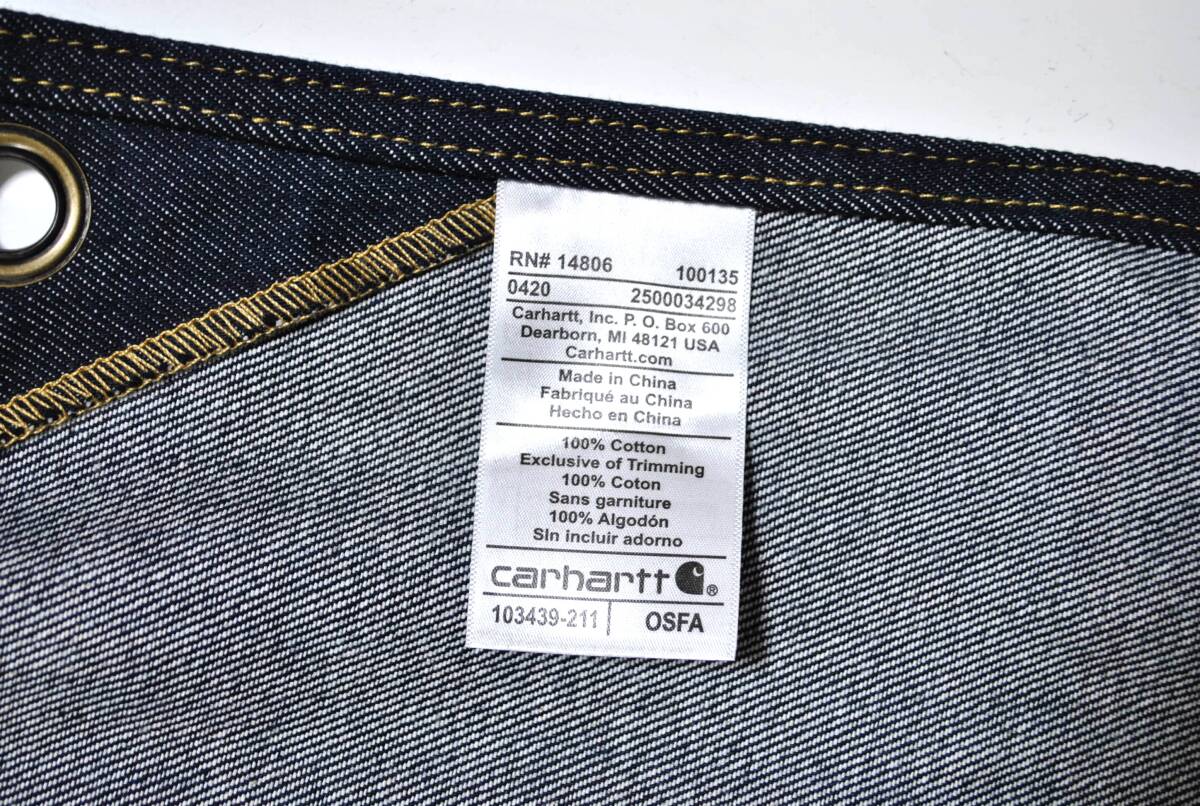 RN# 14806 100135
0420 2500034298
Carhartt, Inc. P. O. Box 600
Dearborn, MI 48121 USA
Carhartt.com
Made in China
Fabriqué au China
Hecho en China
100% Cotton
Exclusive of Trimming
100% Coton
Sans garniture
100% Algodón
SIn incluir adorno
carhartt ®
103439-211 OSFA